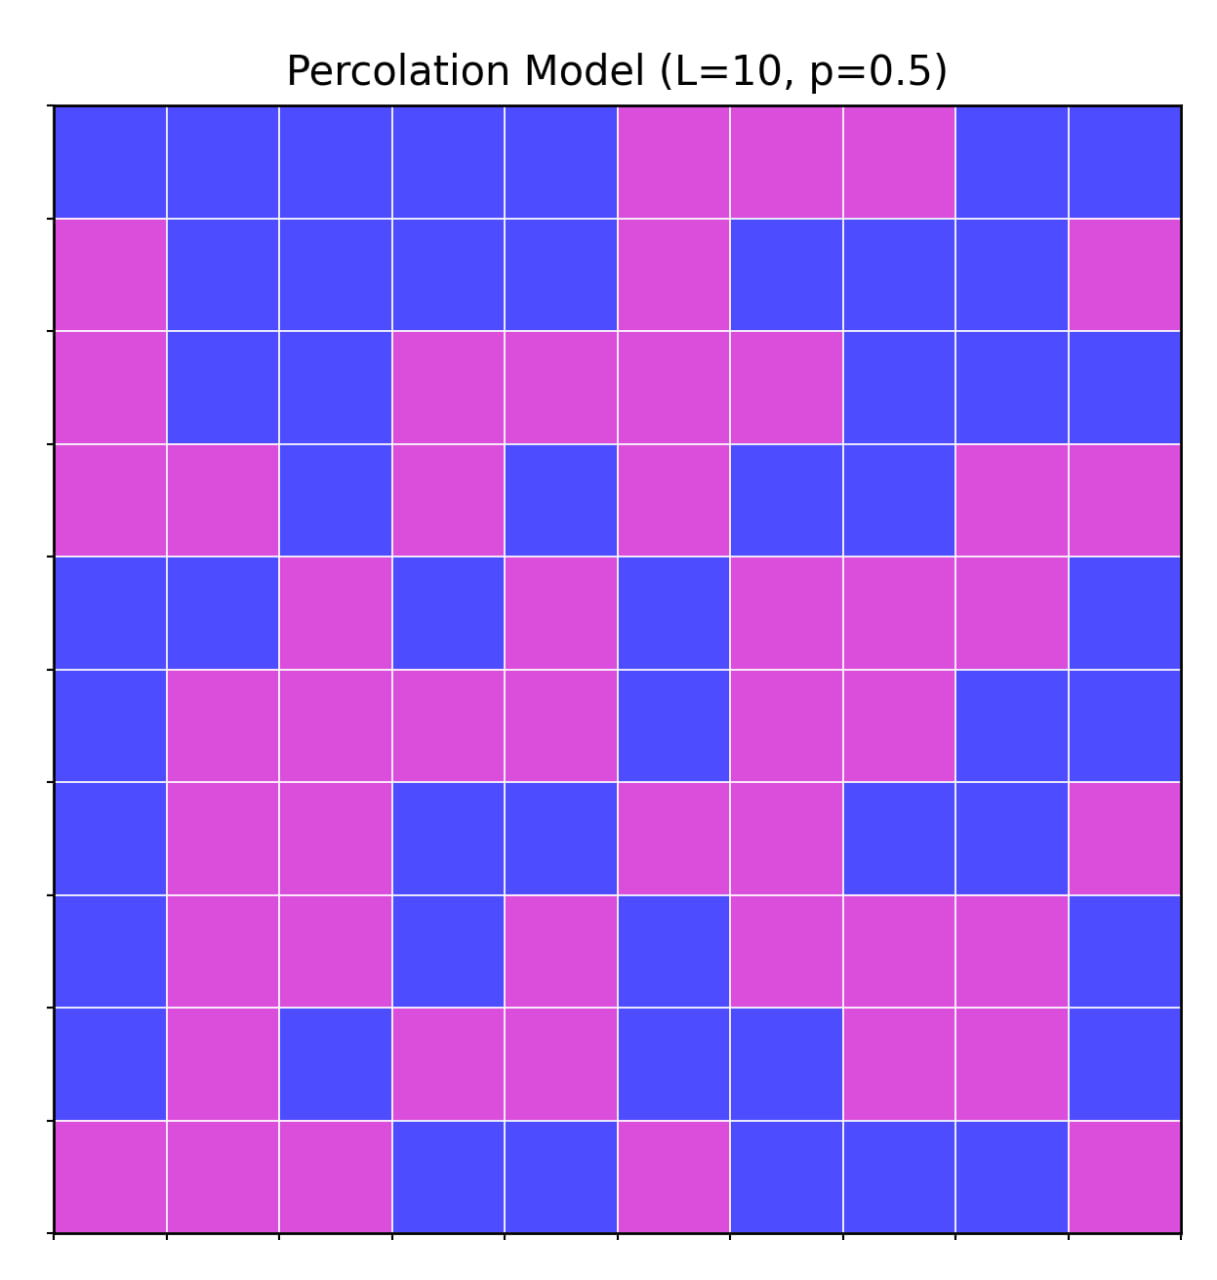 Percolation Model (L=10, p=0.5)